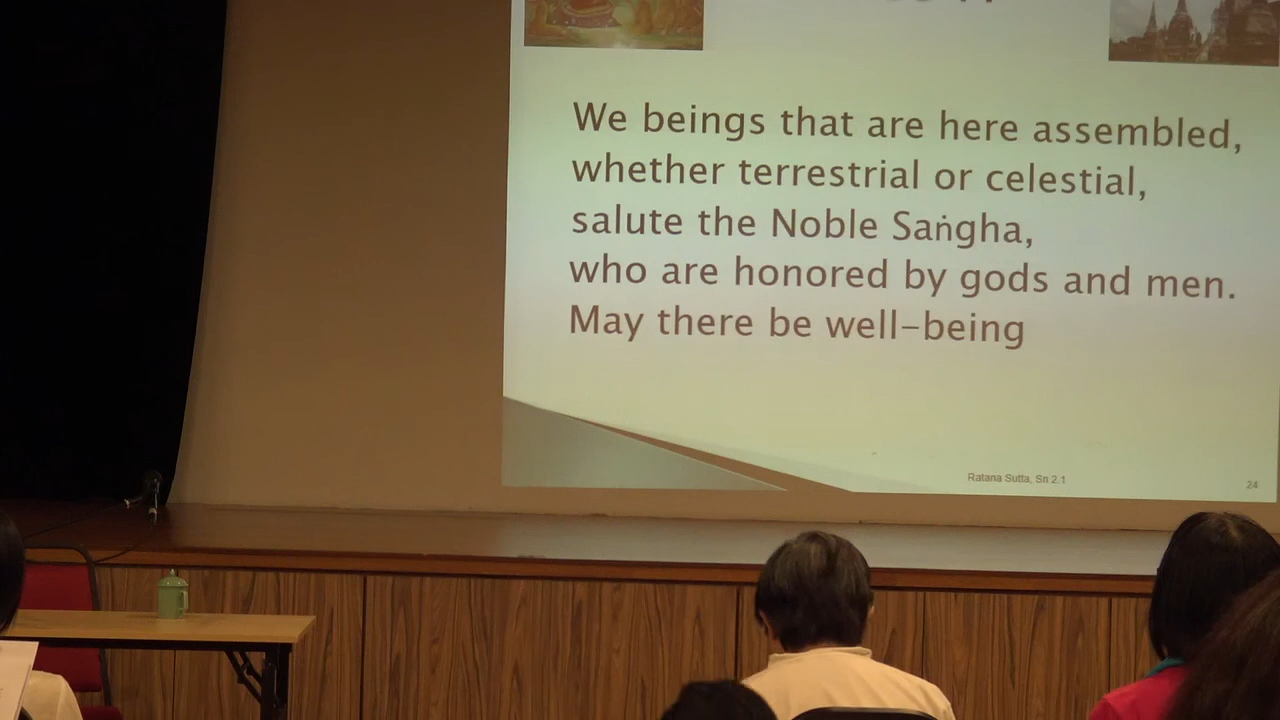 We beings that are here assembled,
whether terrestrial or celestial,
salute the Noble Saṅgha,
who are honored by gods and men.
May there be well-being
Ratana Sutta, Sn 2.1
24